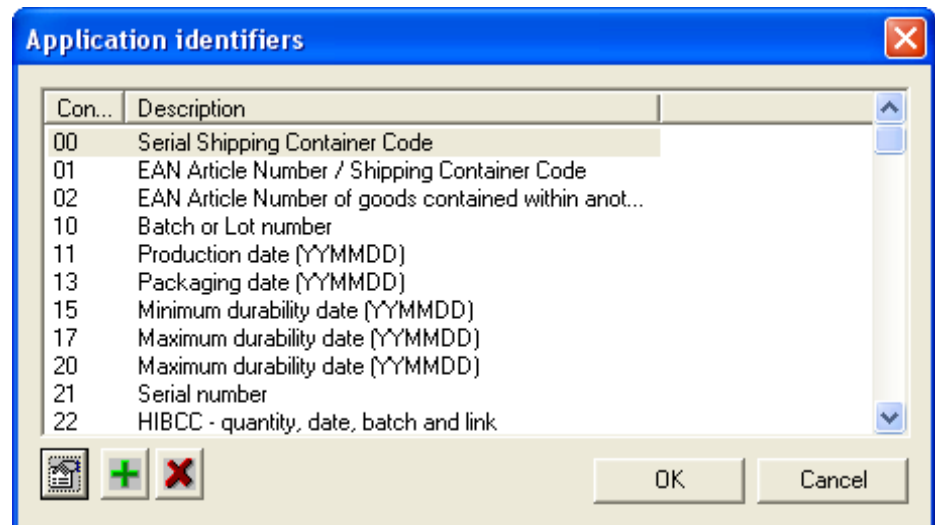 Application identifiers
Con... Description
00 Serial Shipping Container Code
01 EAN Article Number / Shipping Container Code
02 EAN Article Number of goods contained within anot...
10 Batch or Lot number
11 Production date (YYMMDD)
13 Packaging date (YYMMDD)
15 Minimum durability date (YYMMDD)
17 Maximum durability date (YYMMDD)
20 Maximum durability date (YYMMDD)
21 Serial number
22 HIBCC - quantity, date, batch and link
OK Cancel